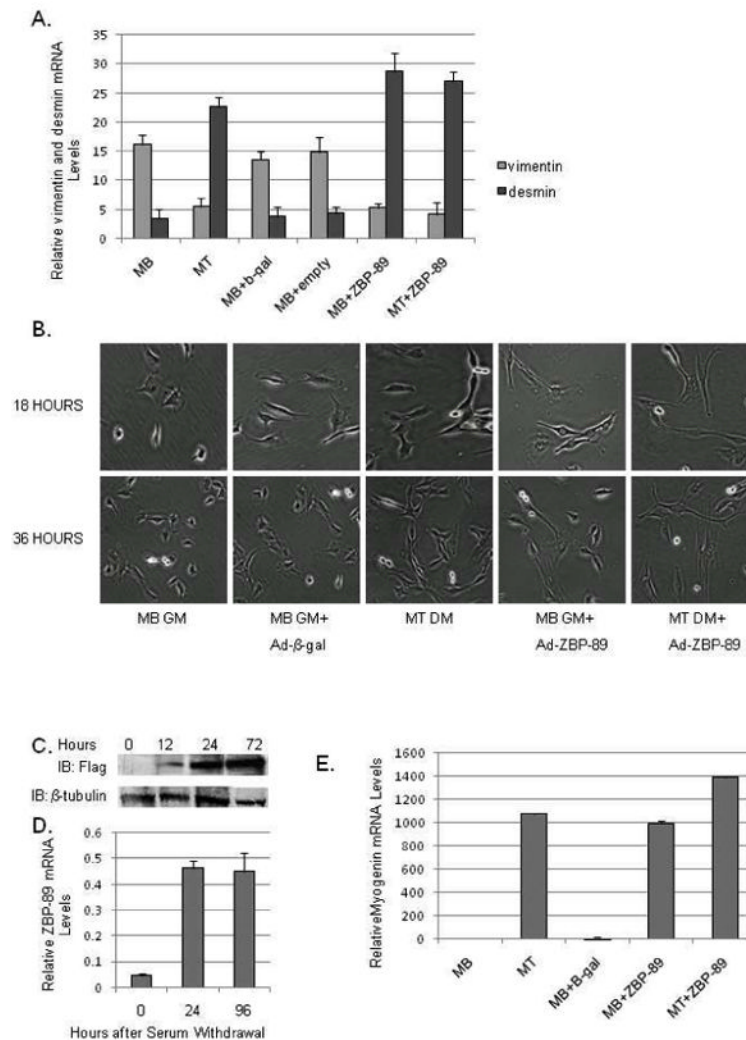 A.
Relative vimentin and desmin mRNA
Levels
35
30
25
20
15
10
5
0
MB
MT
MB+b-gal
MB+empty
MB+ZBP-89
MT+ZBP-89
vimentin
desmin
B.
18 HOURS
36 HOURS
MB GM
MB GM+
Ad-ß-gal
MT DM
MB GM+
Ad-ZBP-89
MT DM+
Ad-ZBP-89
C. Hours 0 12 24 72
IB: Flag
IB: ß-tubulin
D.
Relative ZBP-89 mRNA
Levels
0.6
0.5
0.4
0.3
0.2
0.1
0
0 24 96
Hours after Serum Withdrawal
E.
RelativeMyogenin mRNA Levels
1600
1400
1200
1000
800
600
400
200
0
MB
MT
MB+B-gal
MB+ZBP-89
MT+ZBP-89